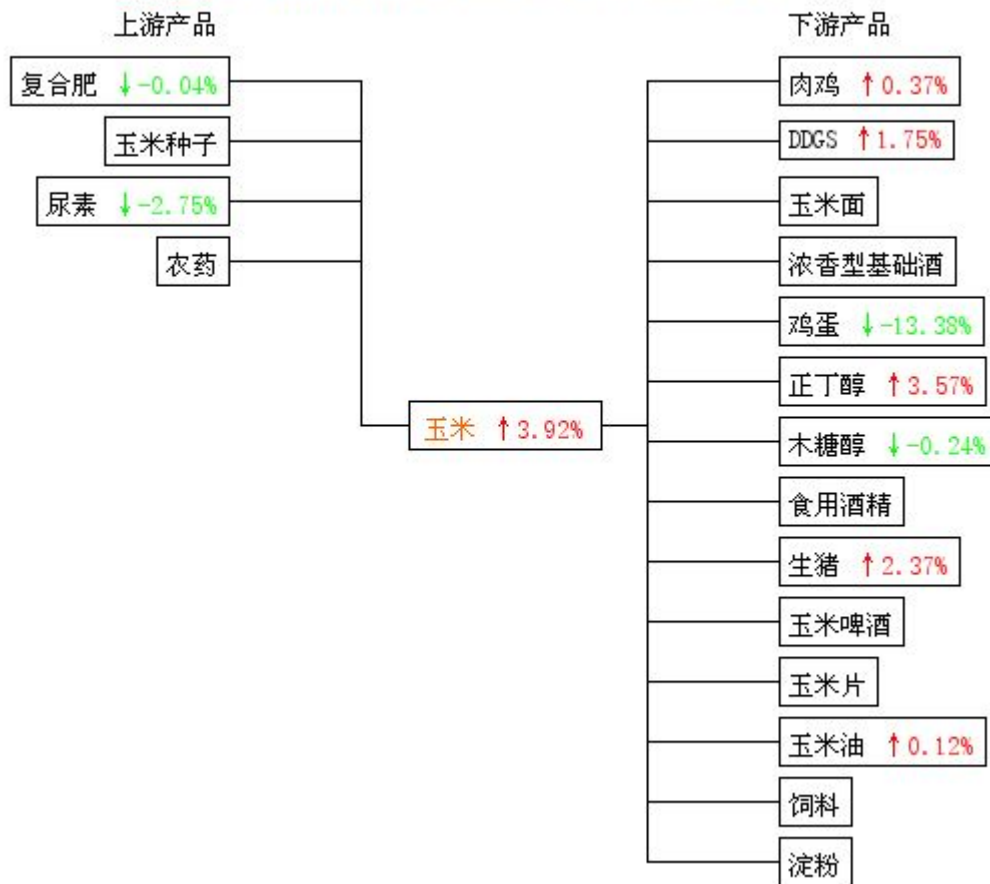 上游产品
复合肥 ↓-0.04%
玉米种子
尿素 ↓-2.75%
农药
玉米 ↑3.92%
下游产品
肉鸡 ↑0.37%
DDGS ↑1.75%
玉米面
浓香型基础酒
鸡蛋 ↓-13.38%
正丁醇 ↑3.57%
木糖醇 ↓-0.24%
食用酒精
生猪 ↑2.37%
玉米啤酒
玉米片
玉米油 ↑0.12%
饲料
淀粉